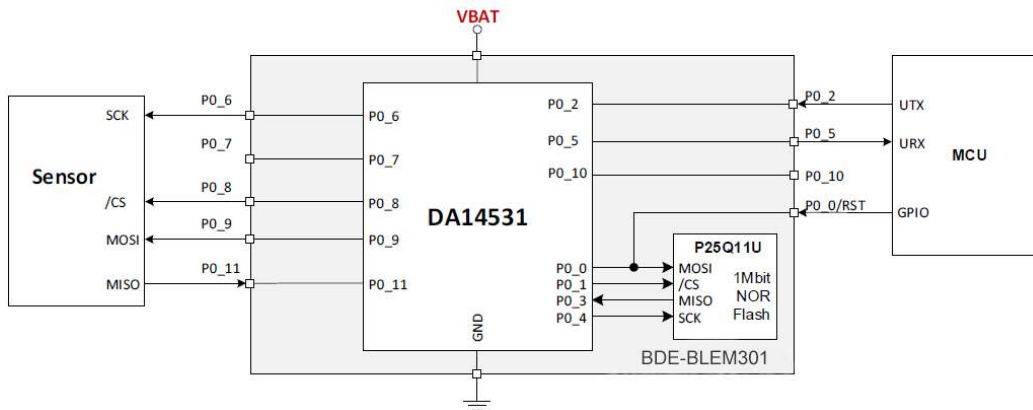 VBAT
Sensor
SCK
/CS
MOSI
MISO
P0_6
P0_7
P0_8
P0_9
P0_11
P0_6
P0_7
P0_8
P0_9
P0_11
DA14531
GND
P0_2
P0_5
P0_10
P0_0
P0_1
P0_3
P0_4
P25Q11U
MOSI
/CS
MISO
SCK
1Mbit
NOR
Flash
BDE-BLEM301
P0_2
P0_5
P0_10
P0_0/RST
UTX
URX
GPIO
MCU